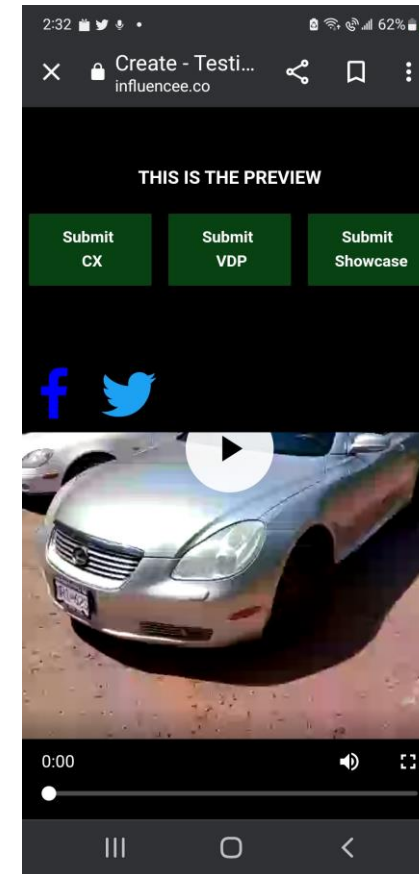 2:32
62%
Create - Testi...
influencee.co
THIS IS THE PREVIEW
Submit
CX
Submit
VDP
Submit
Showcase
0:00